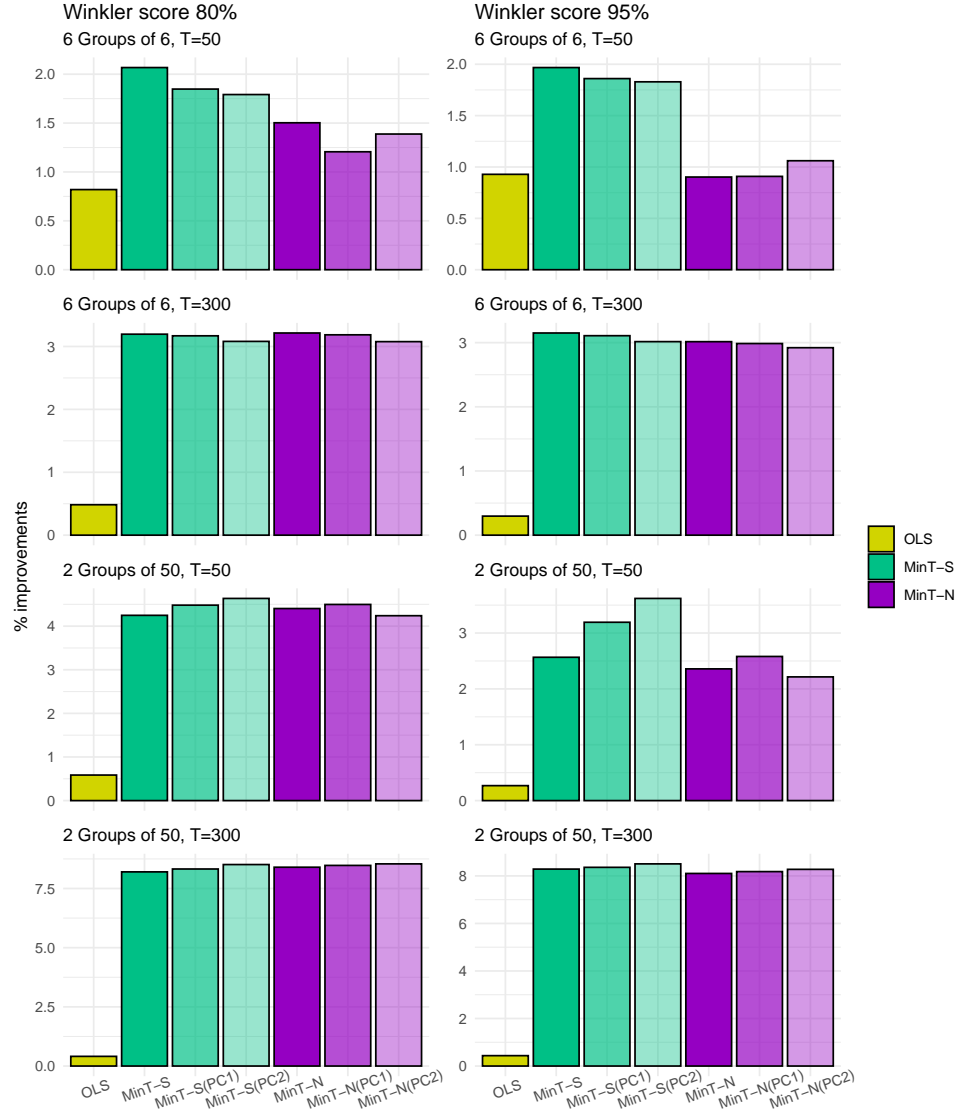 Winkler score 80%
6 Groups of 6, T=50
2.0
1.5
1.0
0.5
0.0
Winkler score 95%
6 Groups of 6, T=50
2.0
1.5
1.0
0.5
0.0
6 Groups of 6, T=300
3
2
1
0
6 Groups of 6, T=300
3
2
1
0
% improvements
2 Groups of 50, T=50
4
3
2
1
0
2 Groups of 50, T=50
3
2
1
0
2 Groups of 50, T=300
7.5
5.0
2.5
0.0
OLS
MinT−S
MinT−S(PC1)
MinT−S(PC2)
MinT−N
MinT−N(PC1)
MinT−N(PC2)
2 Groups of 50, T=300
8
6
4
2
0
OLS
MinT−S
MinT−S(PC1)
MinT−S(PC2)
MinT−N
MinT−N(PC1)
MinT−N(PC2)
OLS
MinT−S
MinT−N